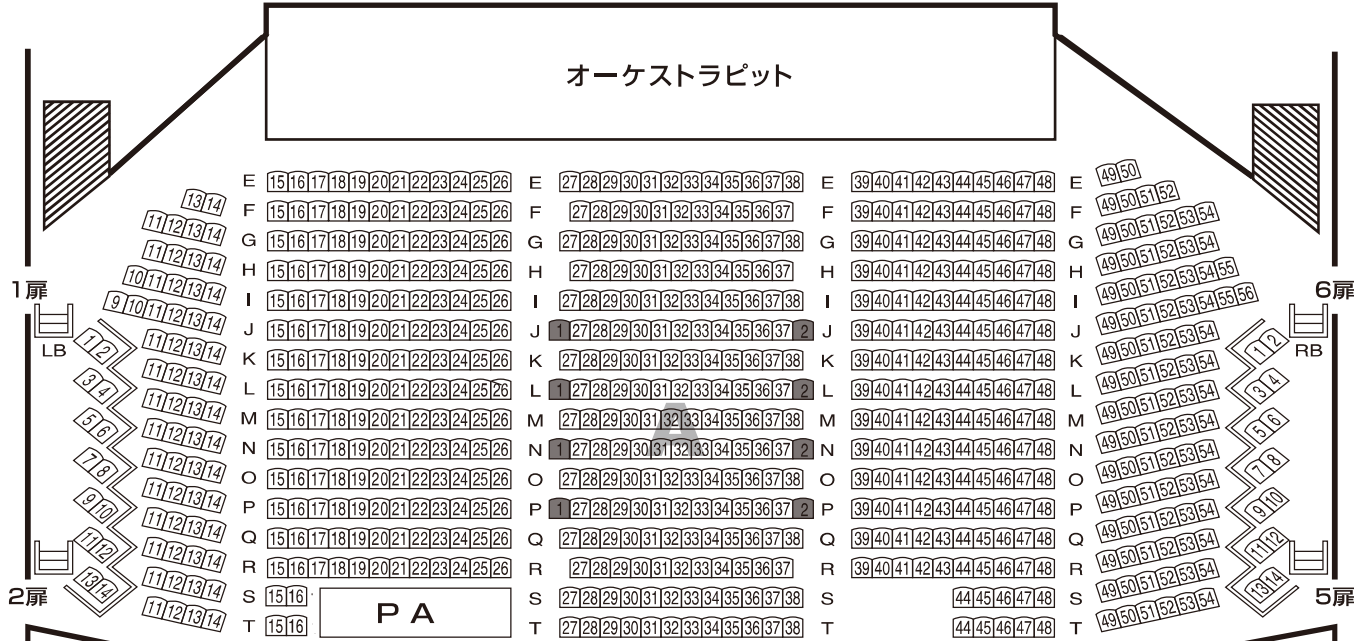 オーケストラピット
E 15 16 17 18 19 20 21 22 23 24 25 26 E 27 28 29 30 31 32 33 34 35 36 37 38 E 39 40 41 42 43 44 45 46 47 48 E 49 50
13 14 F 15 16 17 18 19 20 21 22 23 24 25 26 F 27 28 29 30 31 32 33 34 35 36 37 F 39 40 41 42 43 44 45 46 47 48 F 49 50 51 52
11 12 13 14 G 15 16 17 18 19 20 21 22 23 24 25 26 G 27 28 29 30 31 32 33 34 35 36 37 38 G 39 40 41 42 43 44 45 46 47 48 G 49 50 51 52 53 54
11 12 13 14 H 15 16 17 18 19 20 21 22 23 24 25 26 H 27 28 29 30 31 32 33 34 35 36 37 H 39 40 41 42 43 44 45 46 47 48 H 49 50 51 52 53 54
1扉
6扉
10 11 12 13 14 I 15 16 17 18 19 20 21 22 23 24 25 26 I 27 28 29 30 31 32 33 34 35 36 37 38 I 39 40 41 42 43 44 45 46 47 48 I 49 50 51 52 53 54 55
9 10 11 12 13 14 J 15 16 17 18 19 20 21 22 23 24 25 26 J 1 27 28 29 30 31 32 33 34 35 36 37 2 J 39 40 41 42 43 44 45 46 47 48 J 49 50 51 52 53 54 55 56
LB
RB
1 2
1 2
11 12 13 14 K 15 16 17 18 19 20 21 22 23 24 25 26 K 27 28 29 30 31 32 33 34 35 36 37 38 K 39 40 41 42 43 44 45 46 47 48 K 49 50 51 52 53 54
3 4
3 4
11 12 13 14 L 15 16 17 18 19 20 21 22 23 24 25 26 L 1 27 28 29 30 31 32 33 34 35 36 37 2 L 39 40 41 42 43 44 45 46 47 48 L 49 50 51 52 53 54
11 12 13 14 M 15 16 17 18 19 20 21 22 23 24 25 26 M 27 28 29 30 31 32 33 34 35 36 37 38 M 39 40 41 42 43 44 45 46 47 48 M 49 50 51 52 53 54
A
5 6
5 6
11 12 13 14 N 15 16 17 18 19 20 21 22 23 24 25 26 N 1 27 28 29 30 31 32 33 34 35 36 37 2 N 39 40 41 42 43 44 45 46 47 48 N 49 50 51 52 53 54
7 8
7 8
11 12 13 14 O 15 16 17 18 19 20 21 22 23 24 25 26 O 27 28 29 30 31 32 33 34 35 36 37 38 O 39 40 41 42 43 44 45 46 47 48 O 49 50 51 52 53 54
9 10
9 10
11 12 13 14 P 15 16 17 18 19 20 21 22 23 24 25 26 P 1 27 28 29 30 31 32 33 34 35 36 37 2 P 39 40 41 42 43 44 45 46 47 48 P 49 50 51 52 53 54
11 12
11 12
11 12 13 14 Q 15 16 17 18 19 20 21 22 23 24 25 26 Q 27 28 29 30 31 32 33 34 35 36 37 38 Q 39 40 41 42 43 44 45 46 47 48 Q 49 50 51 52 53 54
13 14
13 14
11 12 13 14 R 15 16 17 18 19 20 21 22 23 24 25 26 R 27 28 29 30 31 32 33 34 35 36 37 R 39 40 41 42 43 44 45 46 47 48 R 49 50 51 52 53 54
2扉
5扉
11 12 13 14 S 15 16 S 27 28 29 30 31 32 33 34 35 36 37 38 S 44 45 46 47 48 S 49 50 51 52 53 54
PA
11 12 13 14 T 15 16 T 27 28 29 30 31 32 33 34 35 36 37 38 T 44 45 46 47 48 T 49 50 51 52 53 54